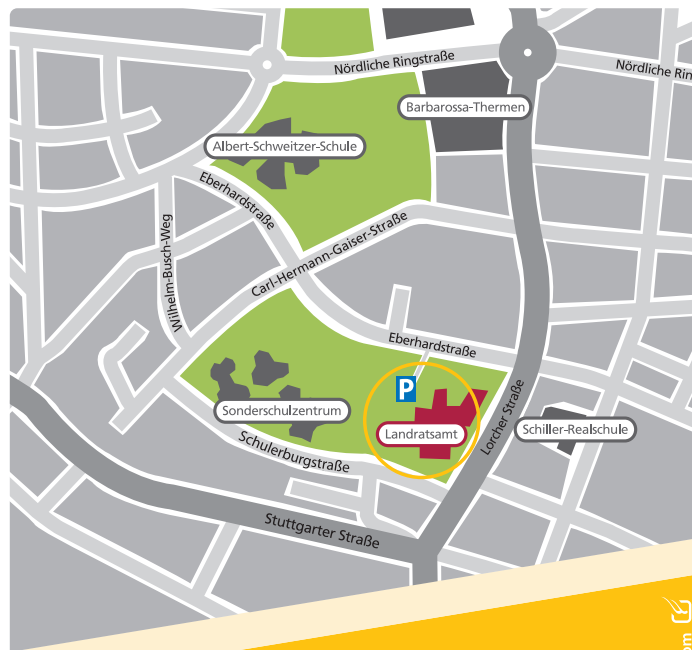 Nördliche Ringstraße
Nördliche Rin
Barbarossa-Thermen
Albert-Schweitzer-Schule
Eberhardstraße
Wilhelm-Busch-Weg
Carl-Hermann-Gaiser-Straße
Eberhardstraße
P
Sonderschulzentrum
Landratsamt
Lorcher Straße
Schiller-Realschule
Schulerburgstraße
Stuttgarter Straße
om